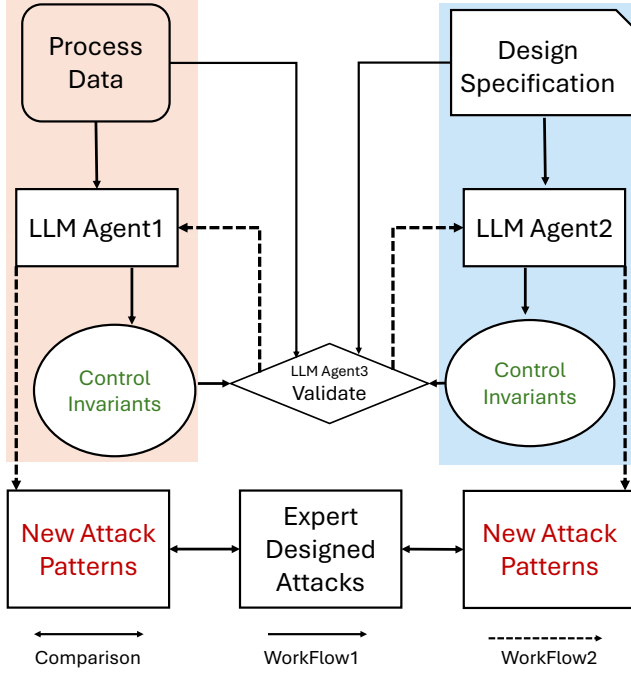 Process
Data
Design
Specification
LLM Agent1
LLM Agent2
Control
Invariants
LLM Agent3
Validate
Control
Invariants
New Attack
Patterns
Expert
Designed
Attacks
New Attack
Patterns
Comparison
WorkFlow1
WorkFlow2